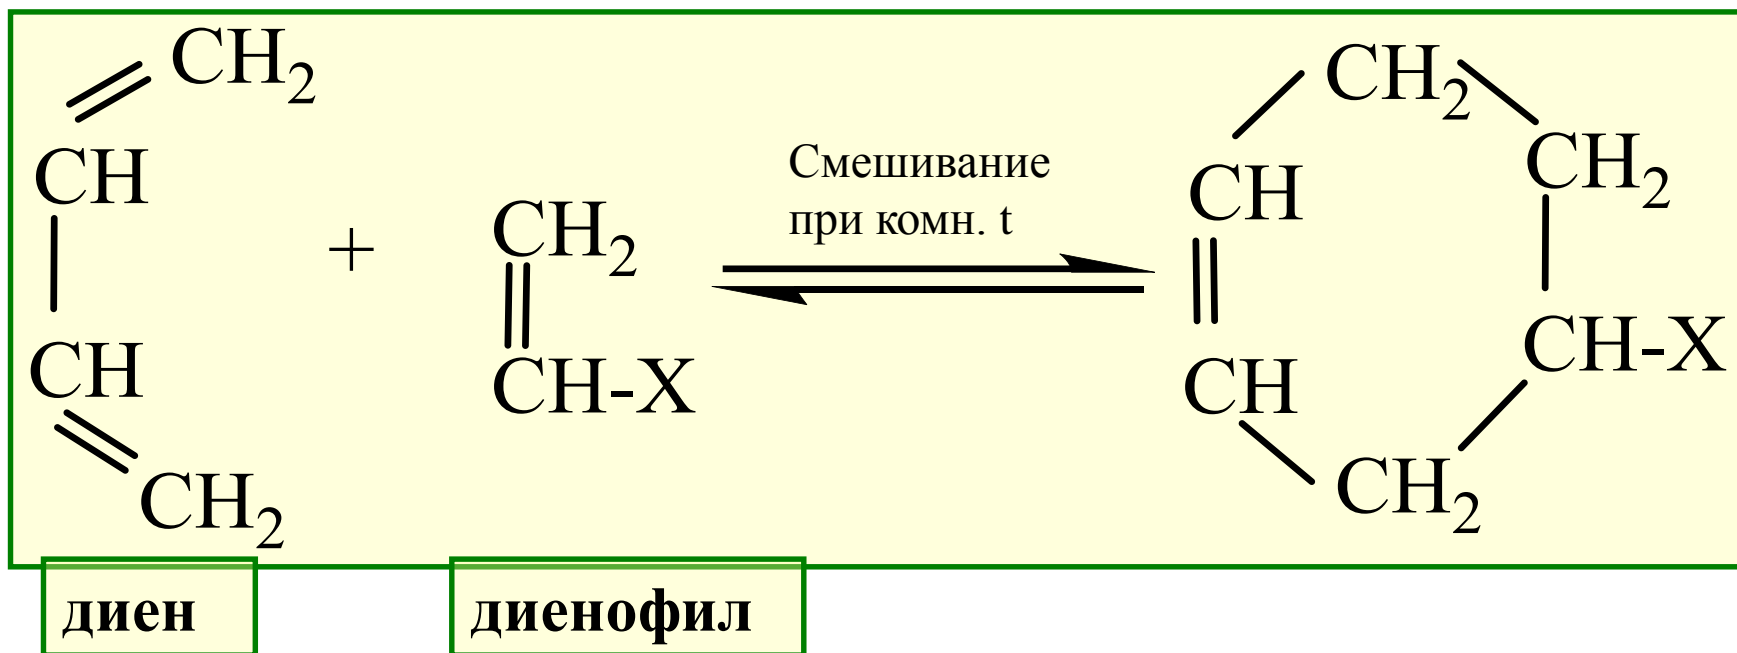 CH₂
CH
CH
CH₂
+
CH₂
CH-X
Смешивание
при комн. t
CH₂
CH₂
CH
CH-X
CH
CH₂
диен
диенофил